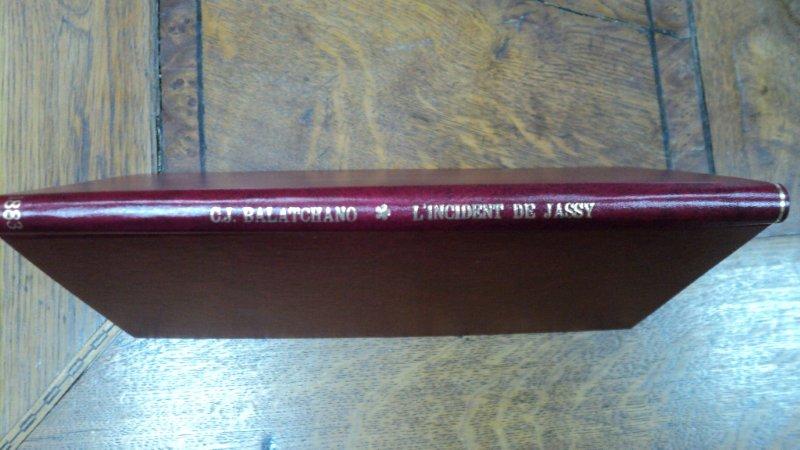 C.J. BALATCHANO ☘ L'INCIDENT DE JASSY